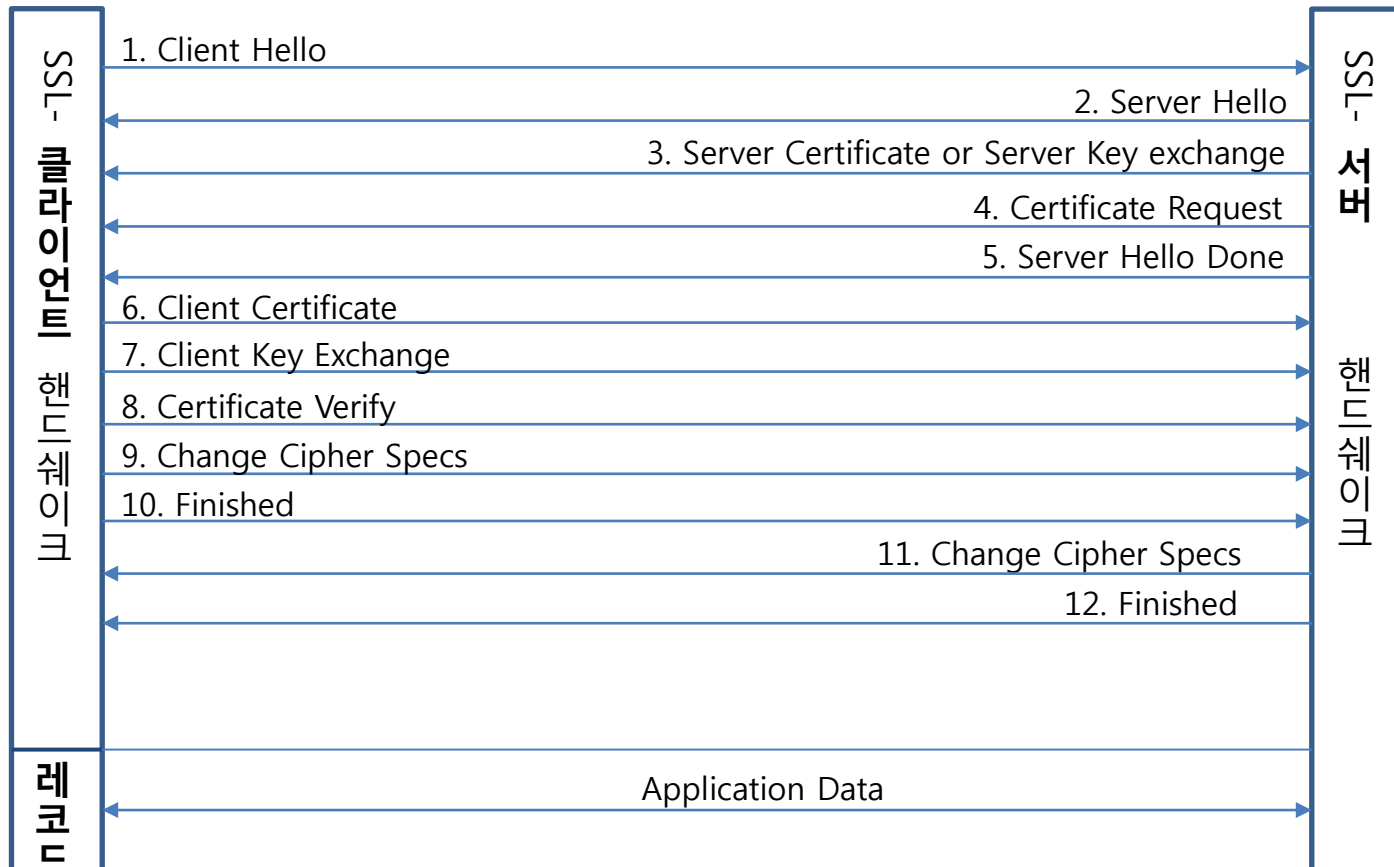 SSL- 클라이언트 핸드쉐이크
1. Client Hello
2. Server Hello
3. Server Certificate or Server Key exchange
4. Certificate Request
5. Server Hello Done
6. Client Certificate
7. Client Key Exchange
8. Certificate Verify
9. Change Cipher Specs
10. Finished
11. Change Cipher Specs
12. Finished
SSL- 서버 핸드쉐이크
레코드
Application Data